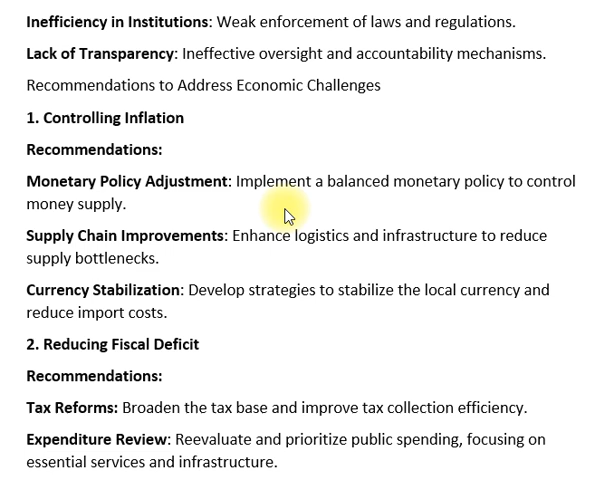 Inefficiency in Institutions: Weak enforcement of laws and regulations.
Lack of Transparency: Ineffective oversight and accountability mechanisms.
Recommendations to Address Economic Challenges
1. Controlling Inflation
Recommendations:
Monetary Policy Adjustment: Implement a balanced monetary policy to control
money supply.
Supply Chain Improvements: Enhance logistics and infrastructure to reduce
supply bottlenecks.
Currency Stabilization: Develop strategies to stabilize the local currency and
reduce import costs.
2. Reducing Fiscal Deficit
Recommendations:
Tax Reforms: Broaden the tax base and improve tax collection efficiency.
Expenditure Review: Reevaluate and prioritize public spending, focusing on
essential services and infrastructure.